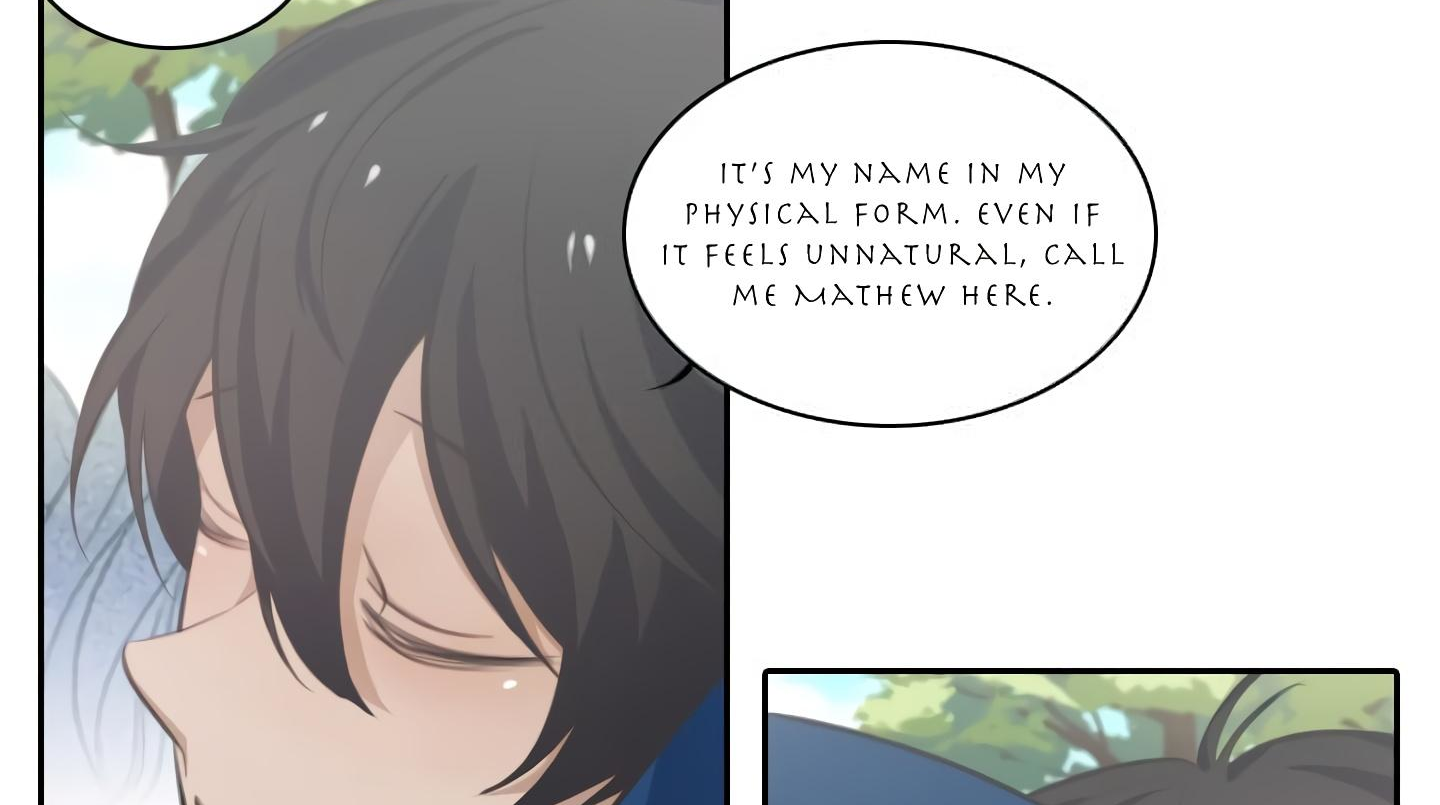 IT'S MY NAME IN MY
PHYSICAL FORM. EVEN IF
IT FEELS UNNATURAL, CALL
ME MATHEW HERE.